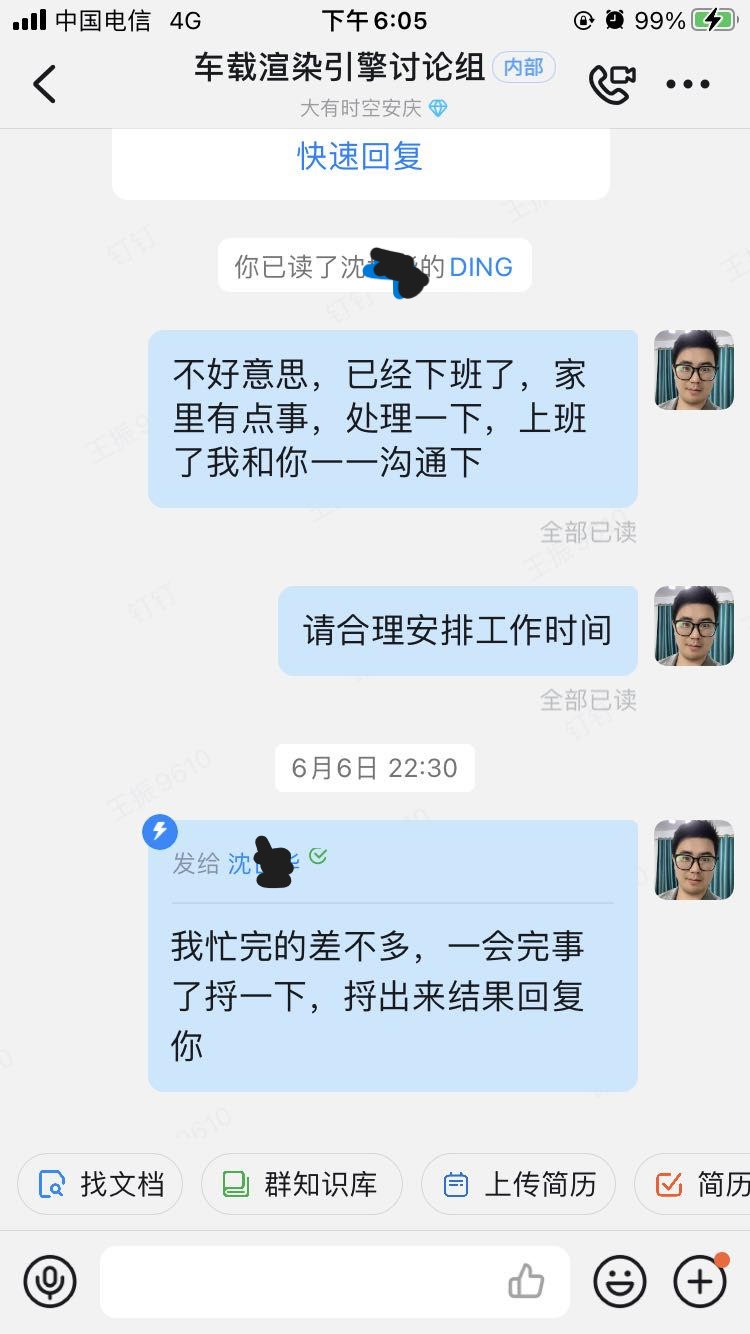 中国电信 4G 下午6:05 99%
车载渲染引擎讨论组 内部
大有时空安庆
快速回复
你已读了沈的DING
不好意思，已经下班了，家
里有点事，处理一下，上班
了我和你一一沟通下
全部已读
请合理安排工作时间
全部已读
6月6日 22:30
发给 沈
我忙完的差不多，一会完事
了捋一下，捋出来结果回复
你
找文档 群知识库 上传简历 简历
钉钉
王振9610